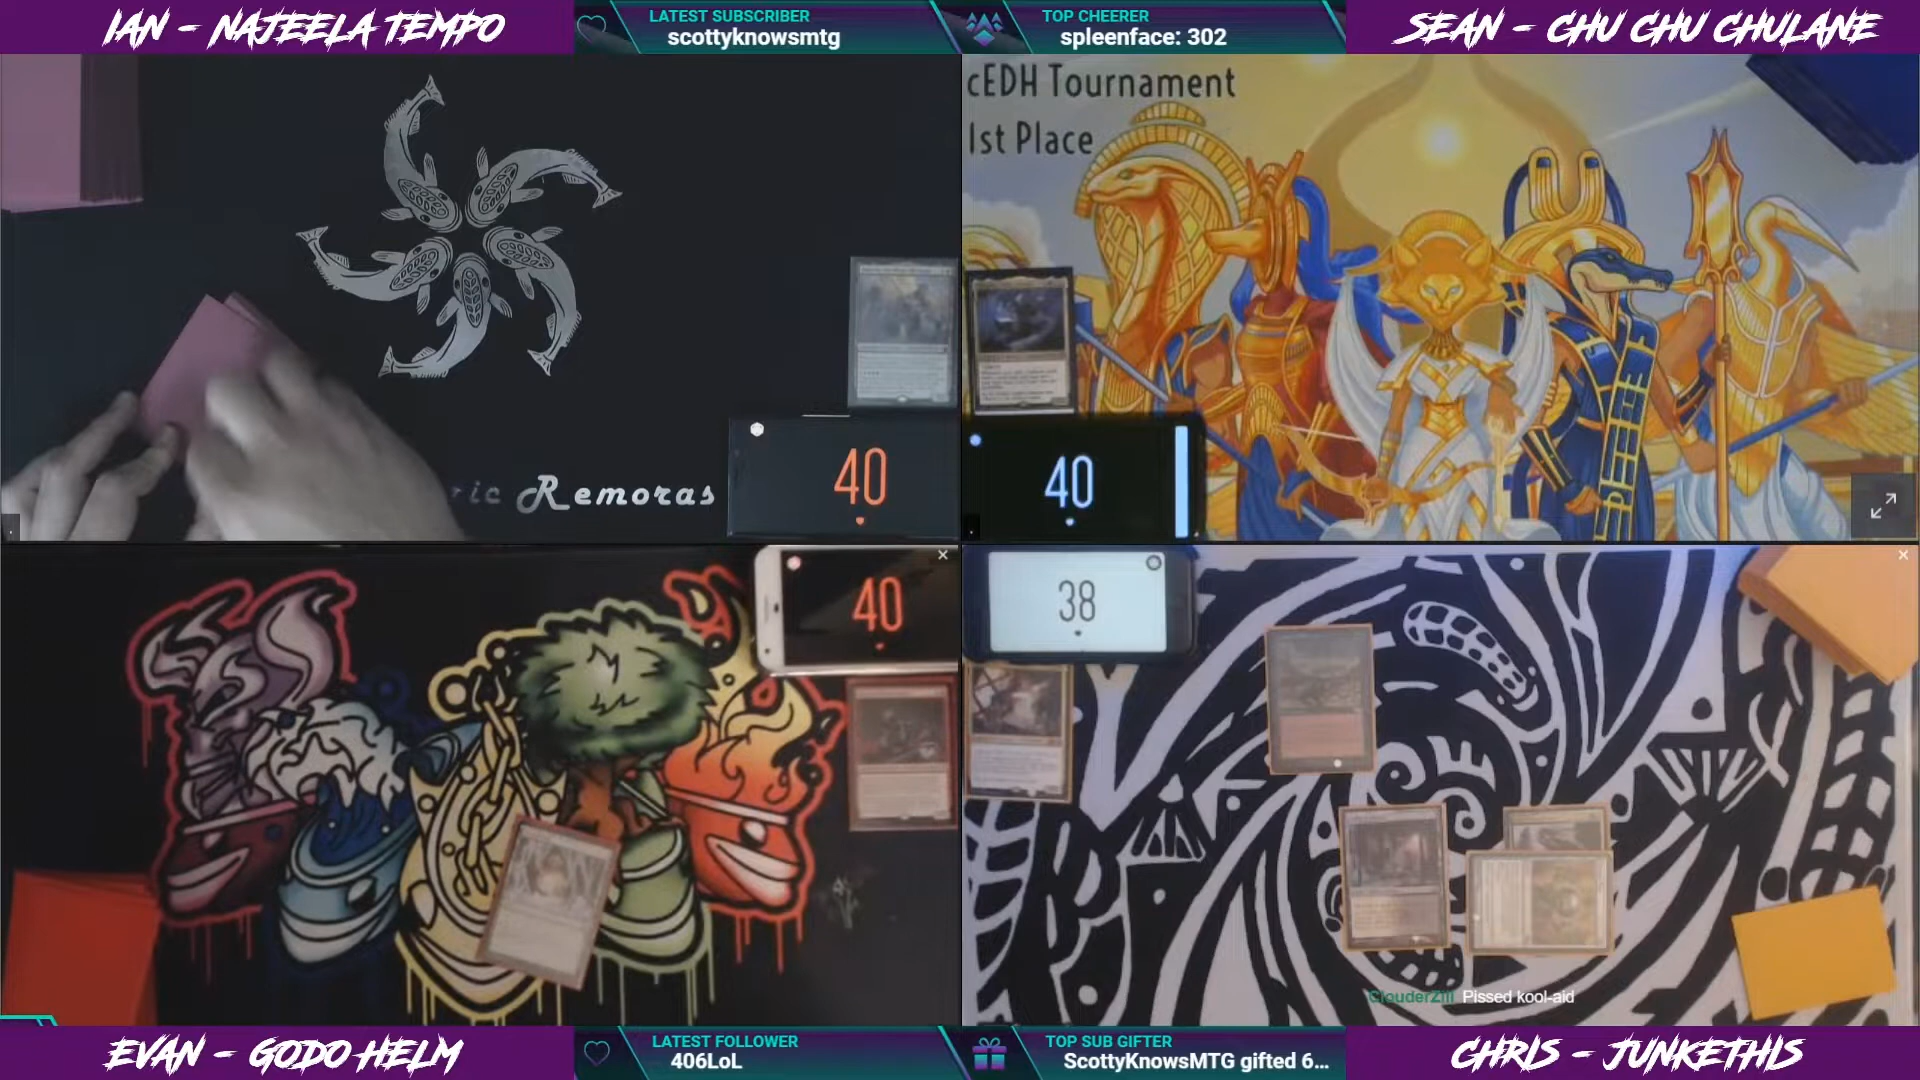 IAN - NAJEELA TEMPO
LATEST SUBSCRIBER
scottyknowsmtg
TOP CHEERER
spleenface: 302
SEAN - CHU CHU CHULANE
cEDH Tournament
1st Place
ric Remoras
40
40
40
38
ClouderZill Pissed kool-aid
EVAN - GODO HELM
LATEST FOLLOWER
406LoL
TOP SUB GIFTER
ScottyKnowsMTG gifted 6...
CHRIS - JUNKETHIS